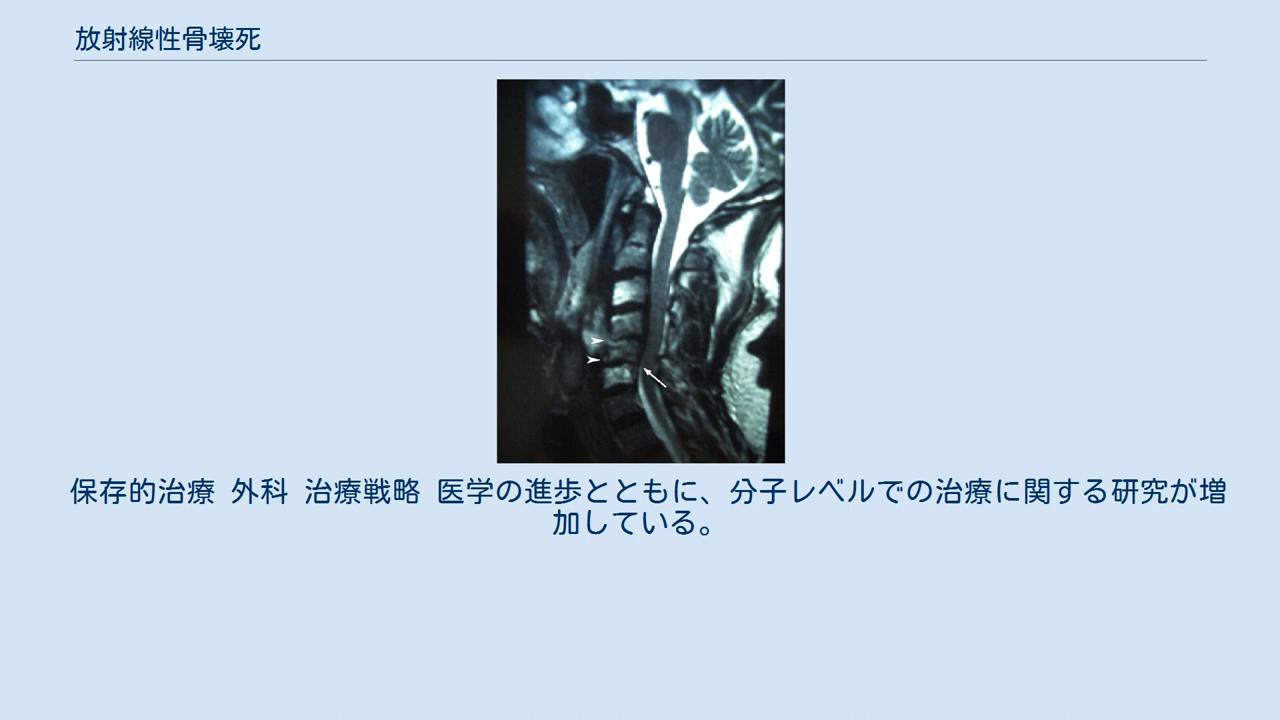 放射線性骨壊死
保存的治療 外科 治療戦略 医学の進歩とともに、分子レベルでの治療に関する研究が増
加している。